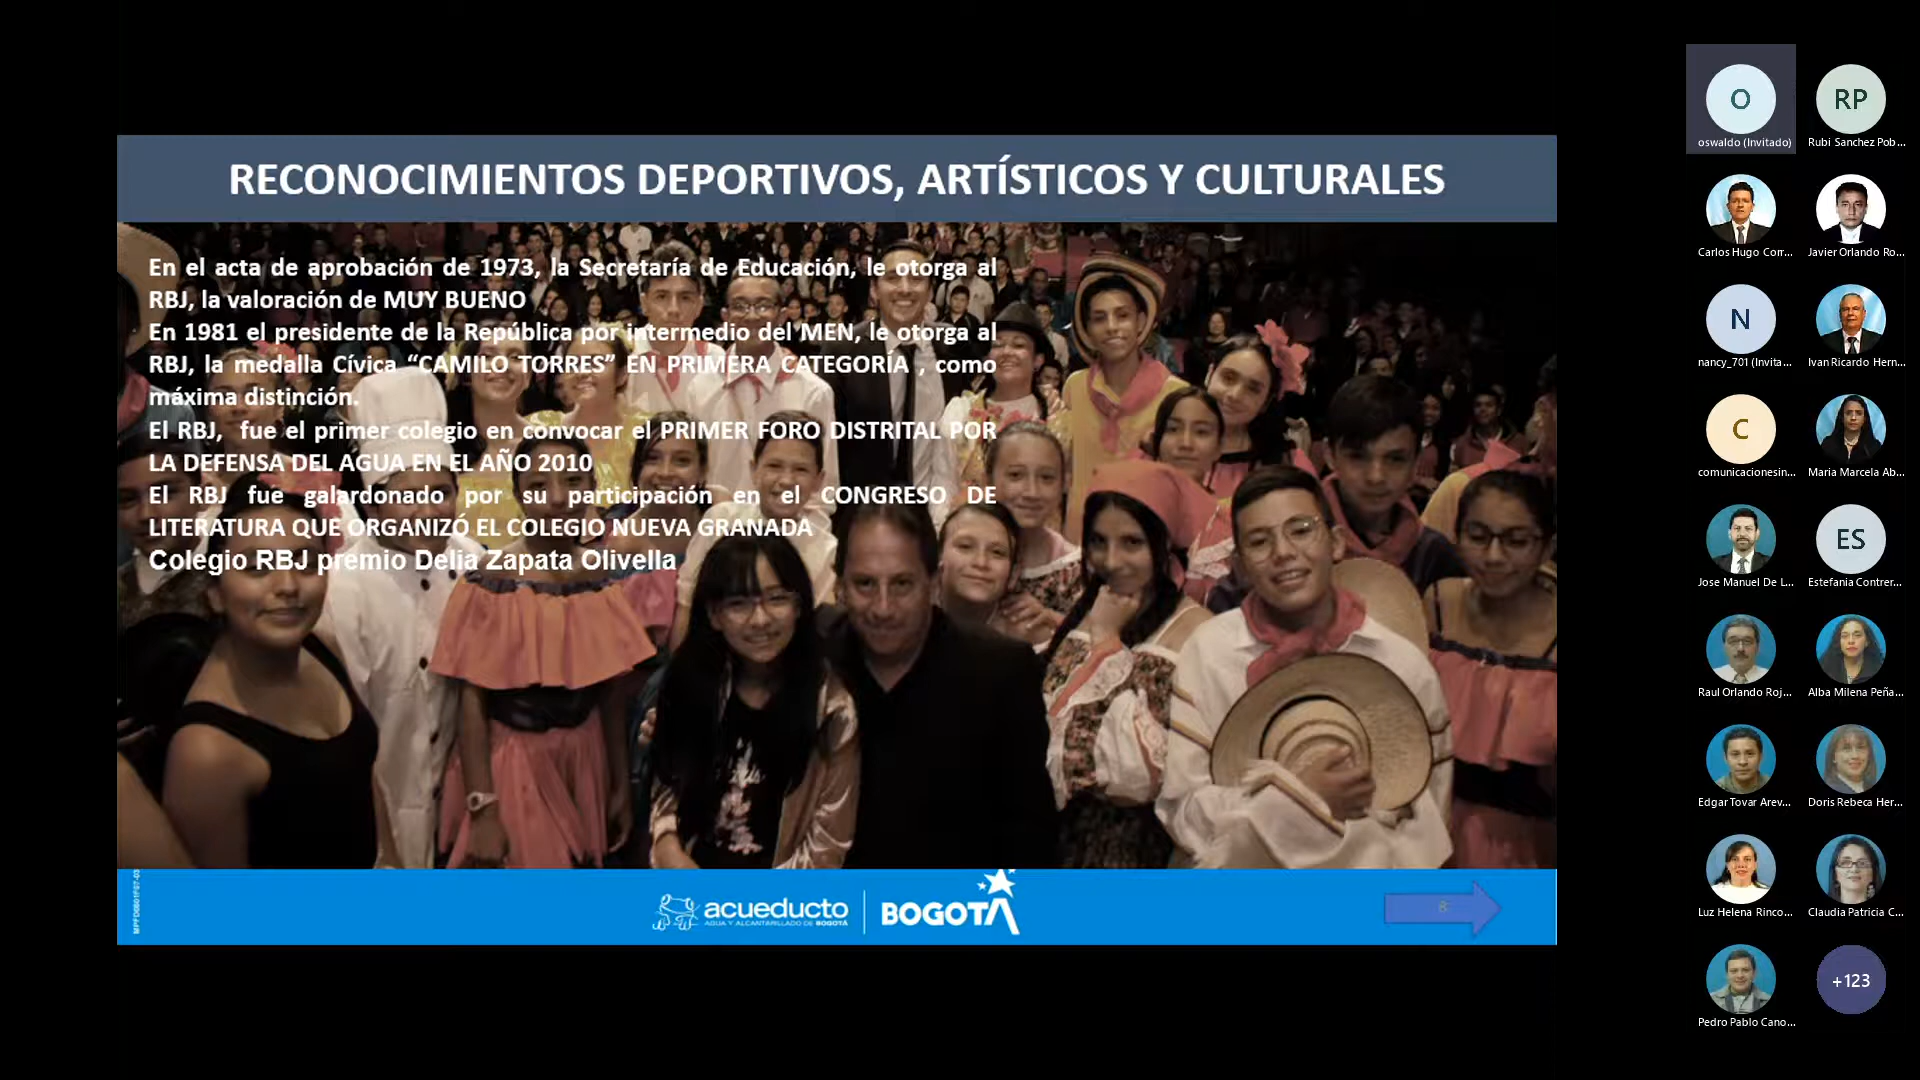 RECONOCIMIENTOS DEPORTIVOS, ARTÍSTICOS Y CULTURALES
En el acta de aprobación de 1973, la Secretaría de Educación, le otorga al
RBJ, la valoración de MUY BUENO
En 1981 el presidente de la República por intermedio del MEN, le otorga al
RBJ, la medalla Cívica “CAMILO TORRES” EN PRIMERA CATEGORÍA , como
máxima distinción.
El RBJ, fue el primer colegio en convocar el PRIMER FORO DISTRITAL POR
LA DEFENSA DEL AGUA EN EL AÑO 2010
El RBJ fue galardonado por su participación en el CONGRESO DE
LITERATURA QUE ORGANIZÓ EL COLEGIO NUEVA GRANADA
Colegio RBJ premio Delia Zapata Olivella
acueducto
AGUA Y ALCANTARILLADO DE BOGOTÁ
BOGOTÁ
8
O
oswaldo (Invitado)
RP
Rubi Sanchez Pob...
Carlos Hugo Corr...
Javier Orlando Ro...
N
nancy_701 (Invita...
Ivan Ricardo Hern...
C
comunicacionesin...
Maria Marcela Ab...
Jose Manuel De L...
ES
Estefania Contrer...
Raul Orlando Roj...
Alba Milena Peña...
Edgar Tovar Arev...
Doris Rebeca Her...
Luz Helena Rinco...
Claudia Patricia C...
Pedro Pablo Cano...
+123